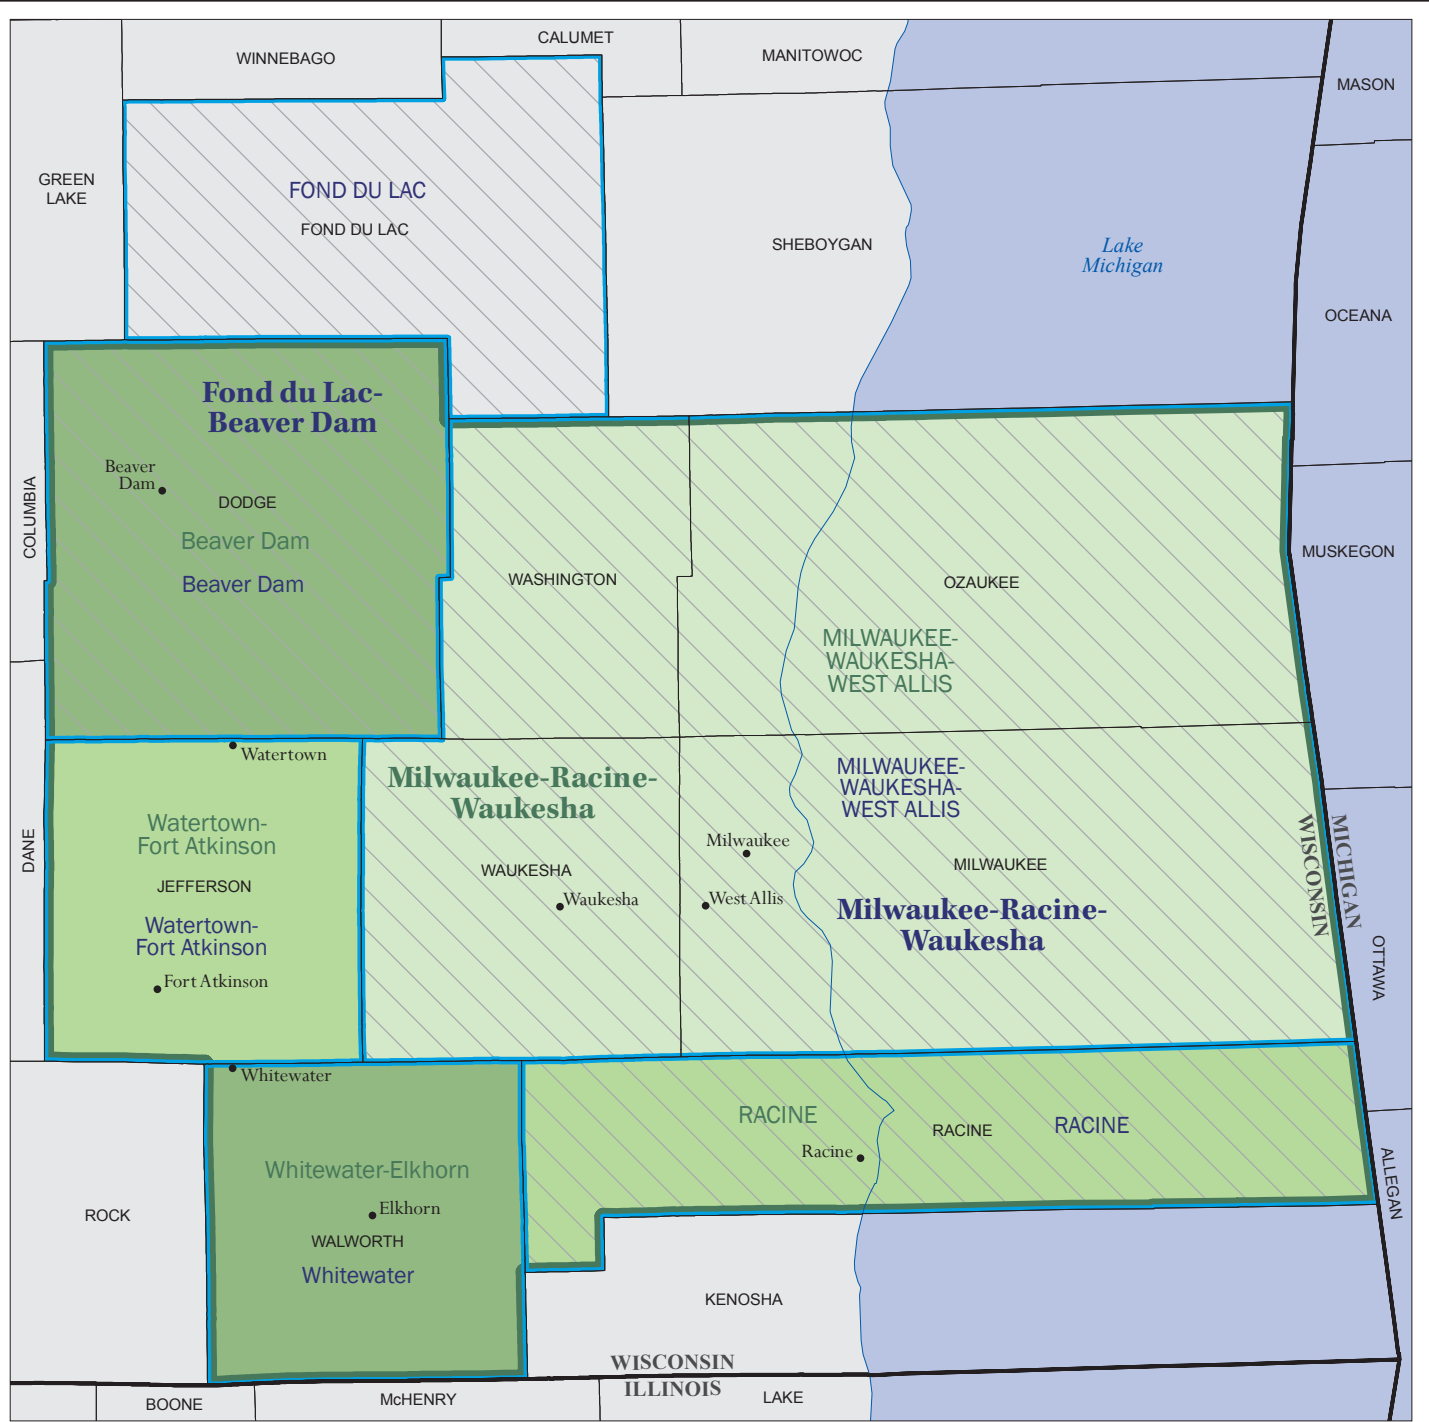 CALUMET
WINNEBAGO
MANITOWOC
MASON
GREEN
LAKE
FOND DU LAC
FOND DU LAC
SHEBOYGAN
Lake
Michigan
OCEANA
Fond du Lac-
Beaver Dam
Beaver
Dam
DODGE
COLUMBIA
Beaver Dam
Beaver Dam
WASHINGTON
OZAUKEE
MUSKEGON
MILWAUKEE-
WAUKESHA-
WEST ALLIS
Watertown
Milwaukee-Racine-
Waukesha
MILWAUKEE-
WAUKESHA-
WEST ALLIS
Watertown-
Fort Atkinson
DANE
JEFFERSON
Watertown-
Fort Atkinson
Fort Atkinson
WAUKESHA
Waukesha
Milwaukee
West Allis
MILWAUKEE
Milwaukee-Racine-
Waukesha
WISCONSIN
MICHIGAN
OTTAWA
Whitewater
RACINE
RACINE
RACINE
Racine
Whitewater-Elkhorn
Elkhorn
WALWORTH
Whitewater
ROCK
ALLEGAN
KENOSHA
WISCONSIN
ILLINOIS
BOONE
McHENRY
LAKE